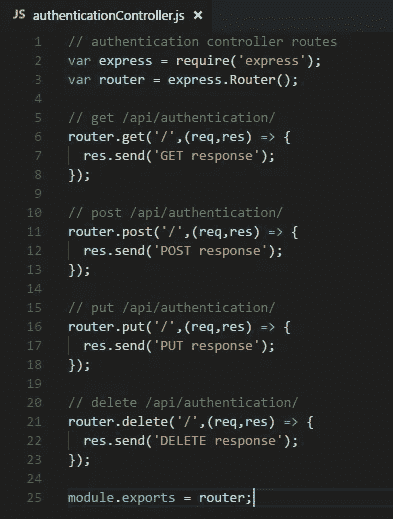 JS authenticationController.js ×
1 // authentication controller routes
2 var express = require('express');
3 var router = express.Router();
4
5 // get /api/authentication/
6 router.get('/',(req,res) => {
7   res.send('GET response');
8 });
9
10 // post /api/authentication/
11 router.post('/',(req,res) => {
12   res.send('POST response');
13 });
14
15 // put /api/authentication/
16 router.put('/',(req,res) => {
17   res.send('PUT response');
18 });
19
20 // delete /api/authentication/
21 router.delete('/',(req,res) => {
22   res.send('DELETE response');
23 });
24
25 module.exports = router;